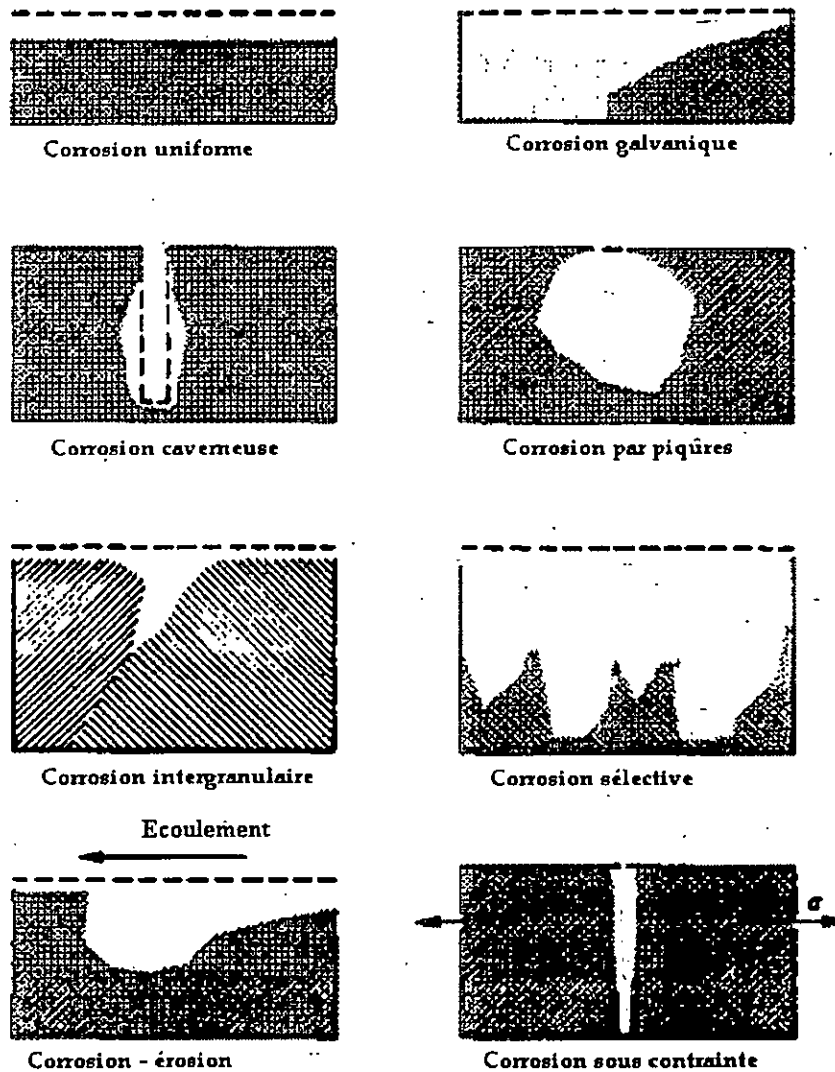 Corrosion uniforme
Corrosion galvanique
Corrosion caverneuse
Corrosion par piqûres
Corrosion intergranulaire
Corrosion sélective
Ecoulement
σ
Corrosion - érosion
Corrosion sous contrainte